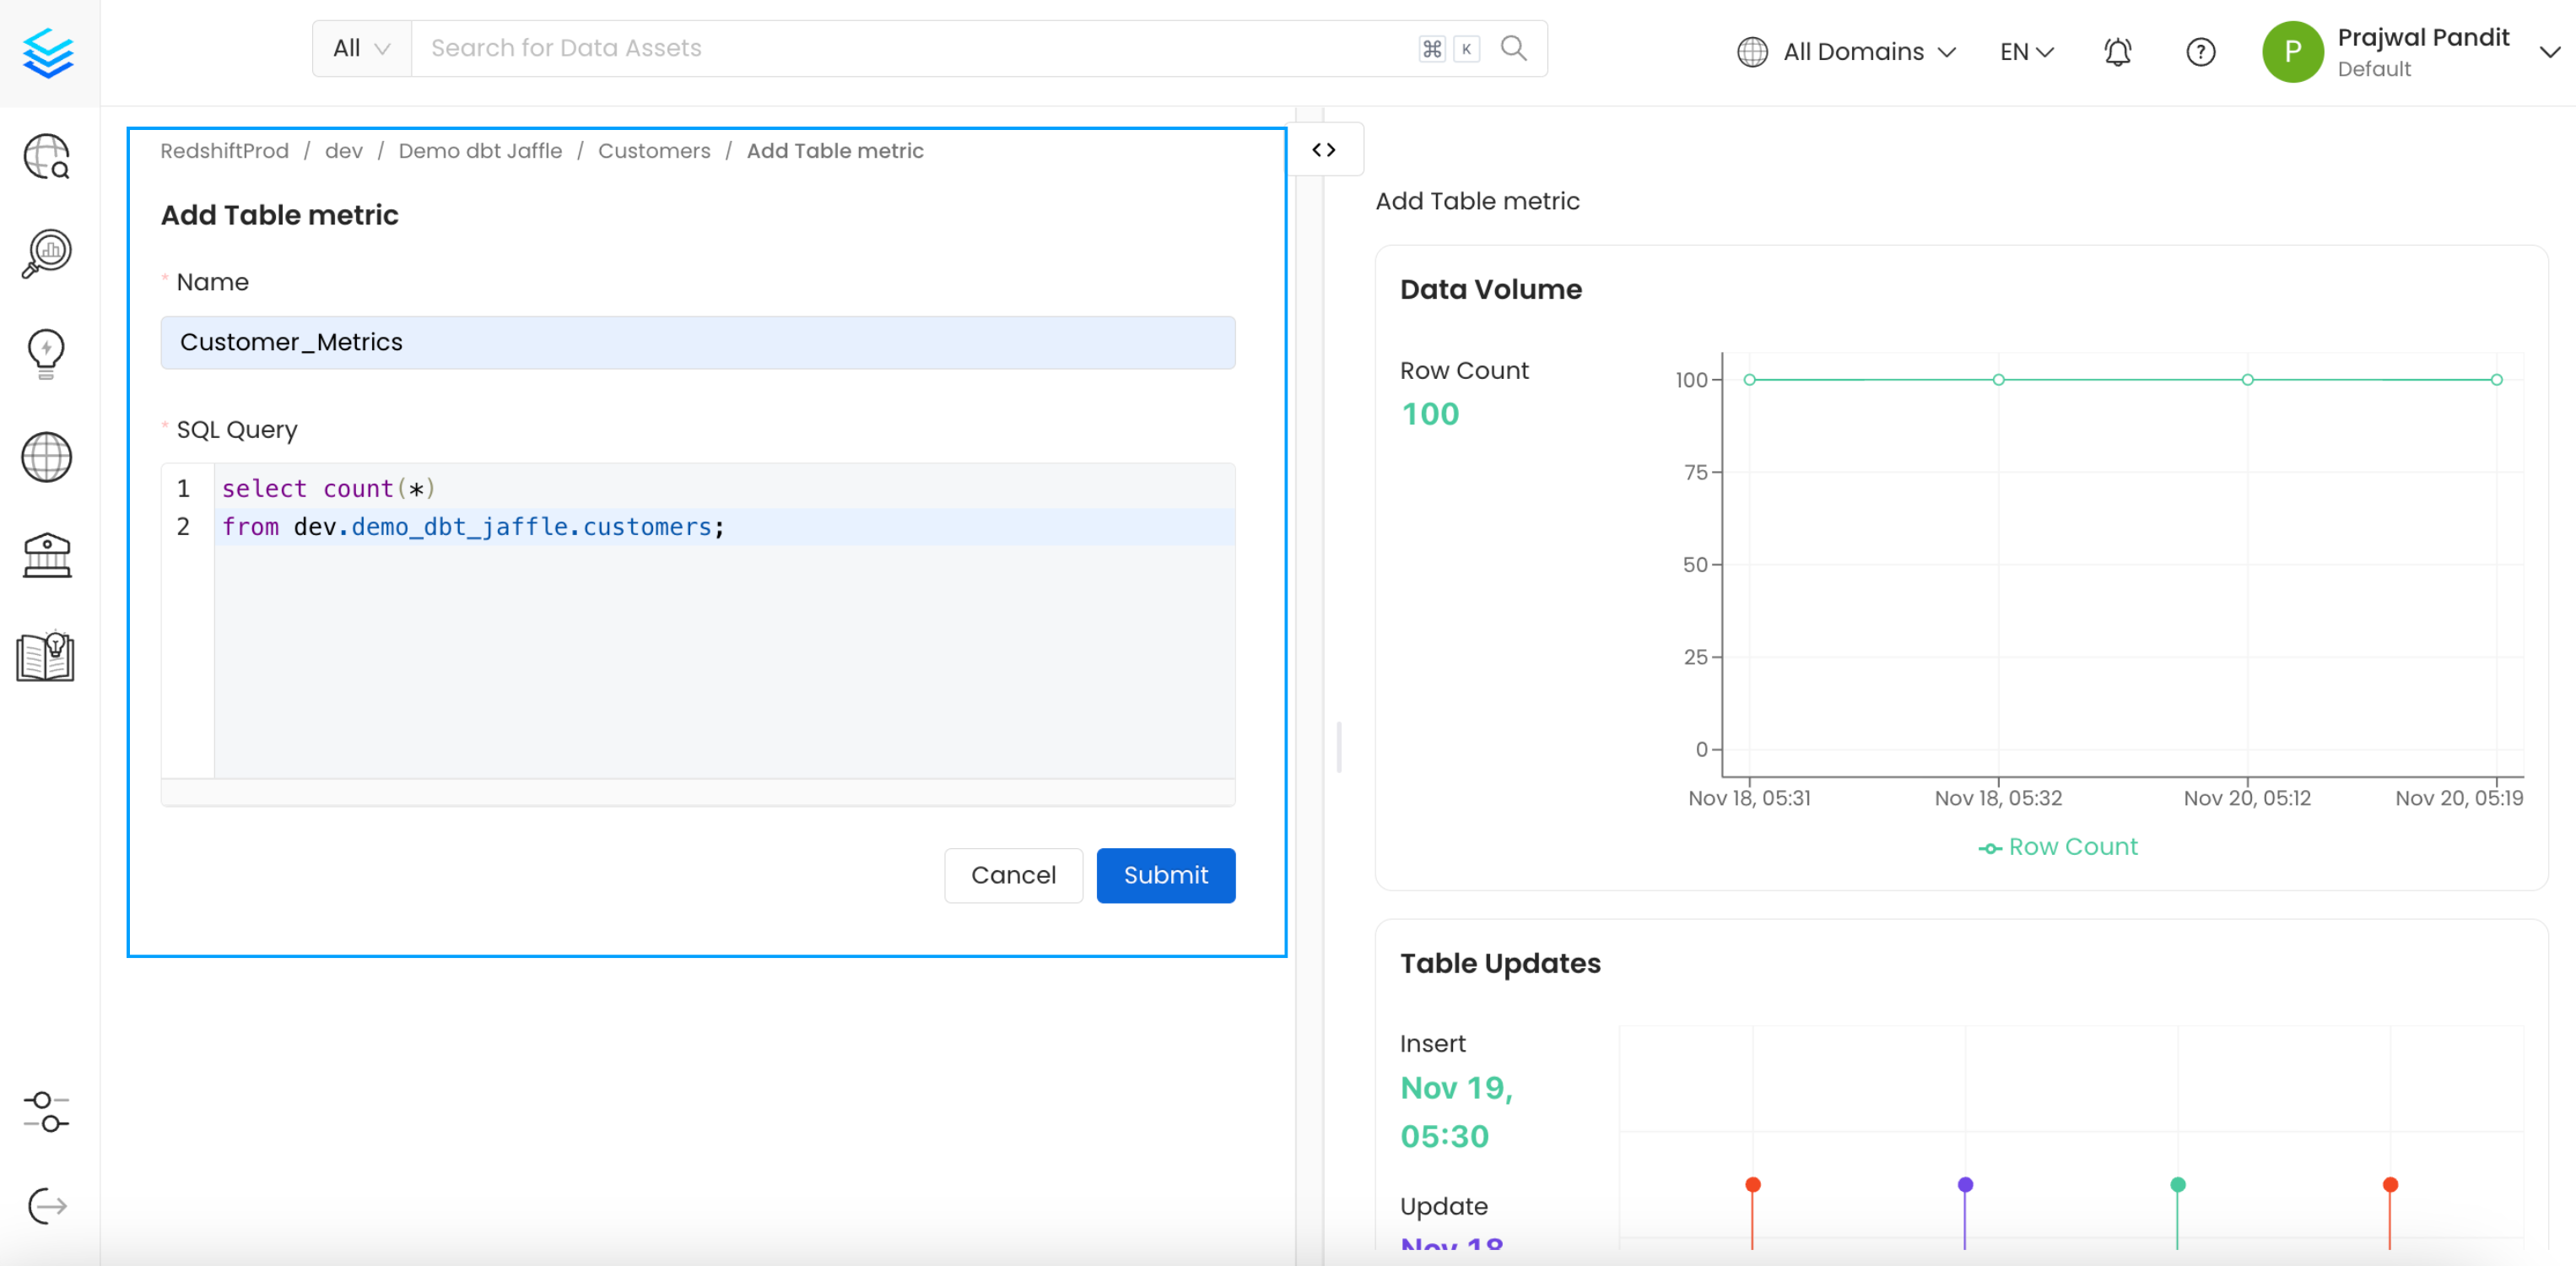 All
Search for Data Assets
⌘ K
All Domains
EN
P
Prajwal Pandit
Default
RedshiftProd / dev / Demo dbt Jaffle / Customers / Add Table metric
Add Table metric
* Name
Customer_Metrics
* SQL Query
1 select count(*)
2 from dev.demo_dbt_jaffle.customers;
Cancel
Submit
Add Table metric
Data Volume
Row Count
100
100
75
50
25
0
Nov 18, 05:31
Nov 18, 05:32
Nov 20, 05:12
Nov 20, 05:19
Row Count
Table Updates
Insert
Nov 19,
05:30
Update
Nov 18